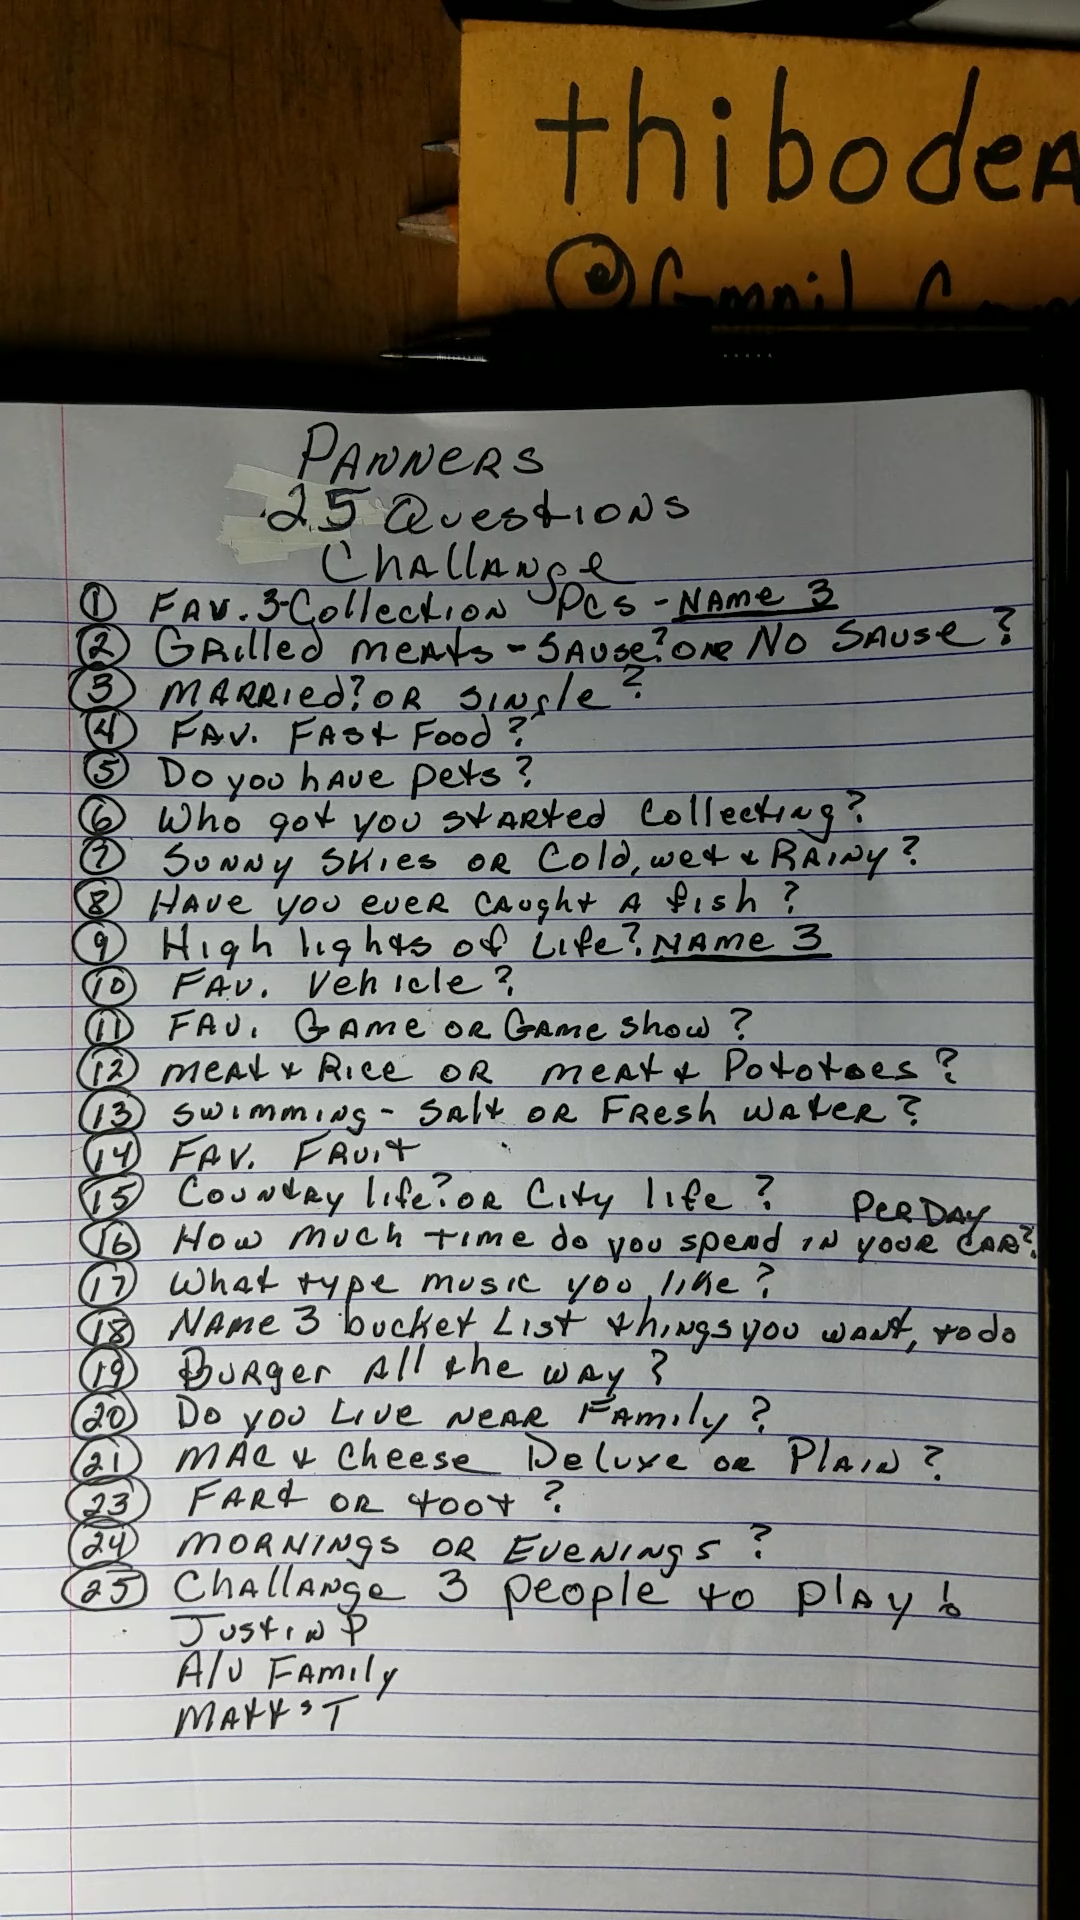 thibodeA
@Gmail.Com
PANNERS
25 Questions
Challange
① FAV. 3-Collection Pcs - NAME 3
② GRilled meats - SAUSE? OR NO SAUSE?
③ MARRied? OR single?
④ FAV. FAst Food?
⑤ Do you hAve pets?
⑥ Who got you stARted Collecting?
⑦ SUNNY SKies OR Cold, wet & RAINY?
⑧ HAve you eveR CAught A fish?
⑨ High lights of Life? NAME 3
⑩ FAV. Vehicle?
⑪ FAV. GAME OR GAME show?
⑫ meAt & Rice OR meAt & Pototoes?
⑬ swimming - SAlt OR FResh WAteR?
⑭ FAV. FRuit
⑮ CountRy life? OR City life?
PeR DAY
⑯ How much time do you spend IN YOUR CAR?
⑰ What type music you like?
⑱ NAme 3 bucket List things you wANt, to do
⑲ BuRgeR All the wAy?
⑳ Do you Live NEAR FAmily?
㉑ MAC & Cheese Deluxe OR PlAIN?
㉓ FARt OR toot?
㉔ MORNINgs OR EveNINgs?
㉕ ChAllANge 3 people to plAy!
JustIN P
A/U FAmily
MAtt's T